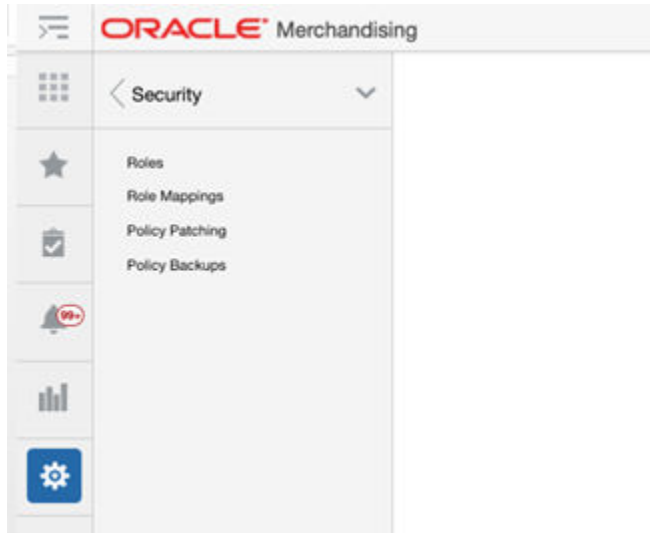 ORACLE® Merchandising
Security
Roles
Role Mappings
Policy Patching
Policy Backups
99+